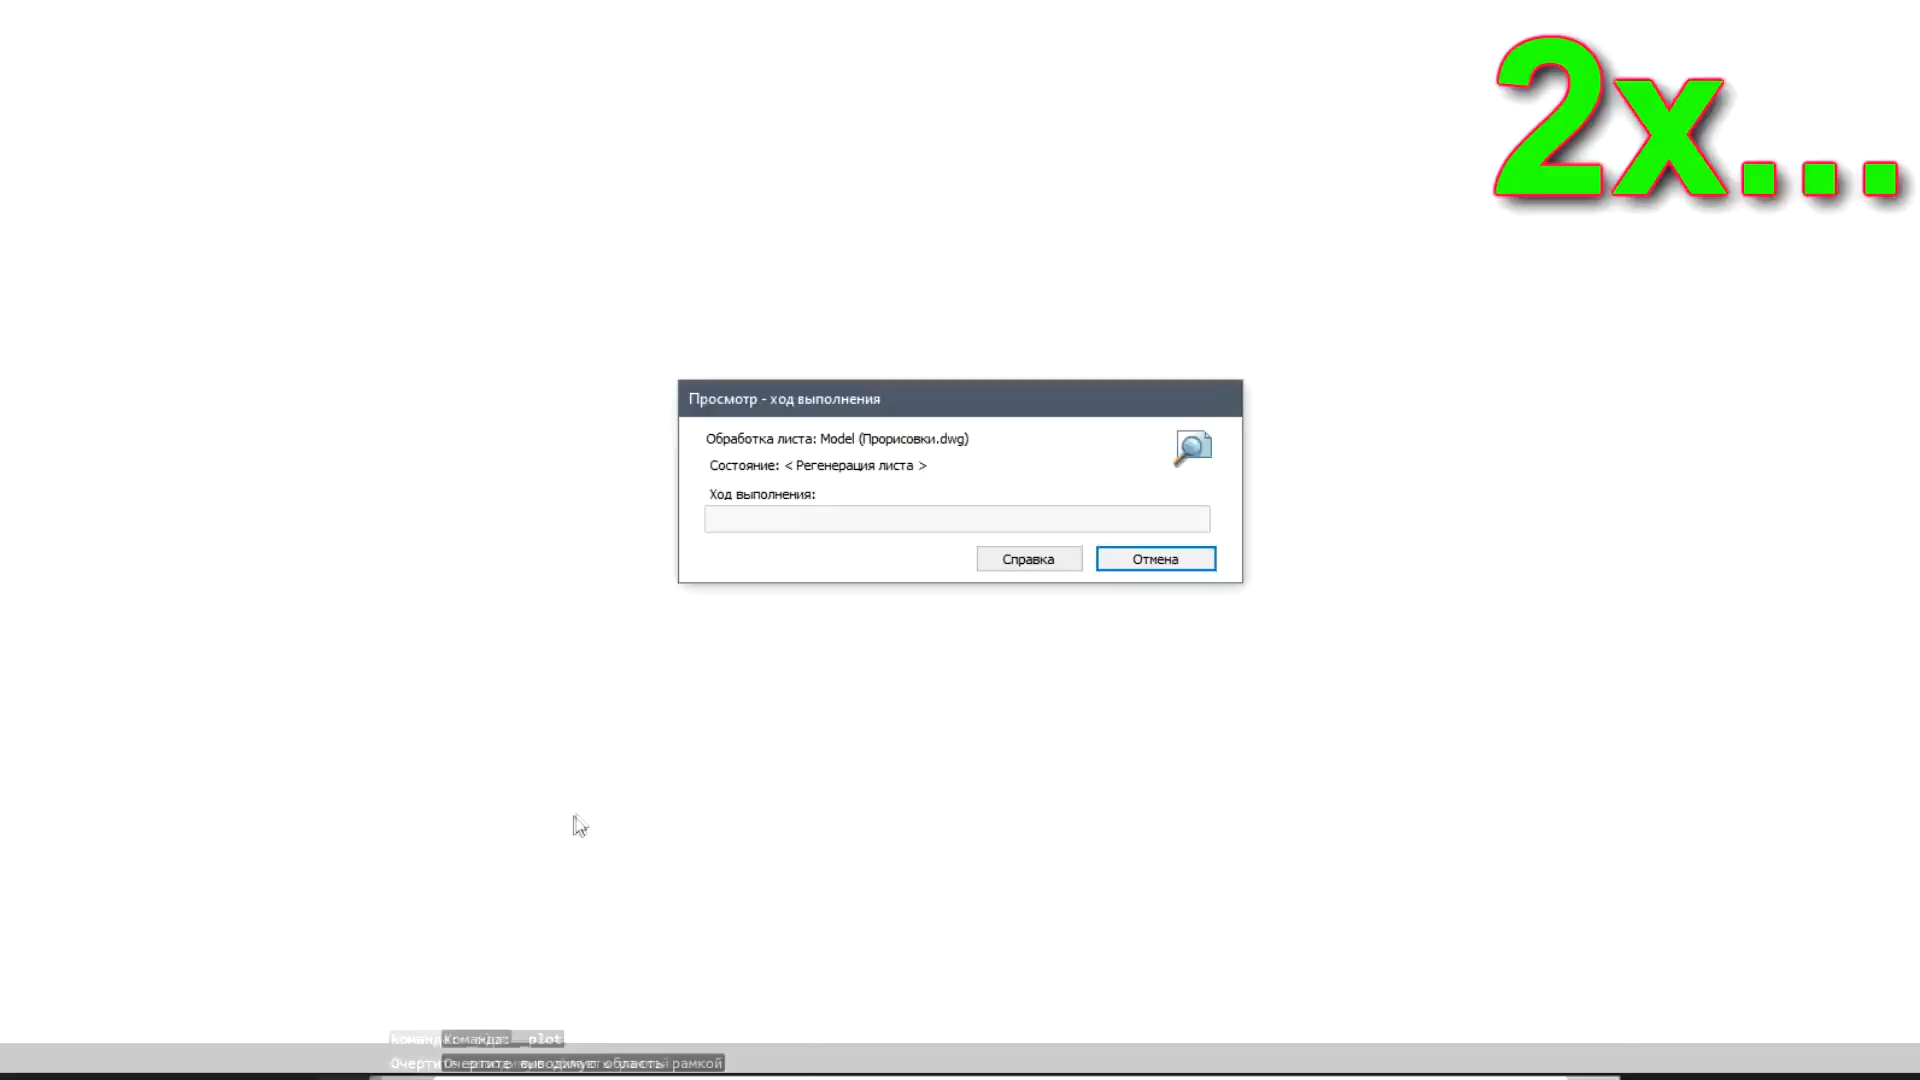 2x...
Просмотр - ход выполнения
Обработка листа: Model (Прорисовки.dwg)
Состояние: < Регенерация листа >
Ход выполнения:
Справка
Отмена
Команда: _plot
Очертите выводимую область рамкой